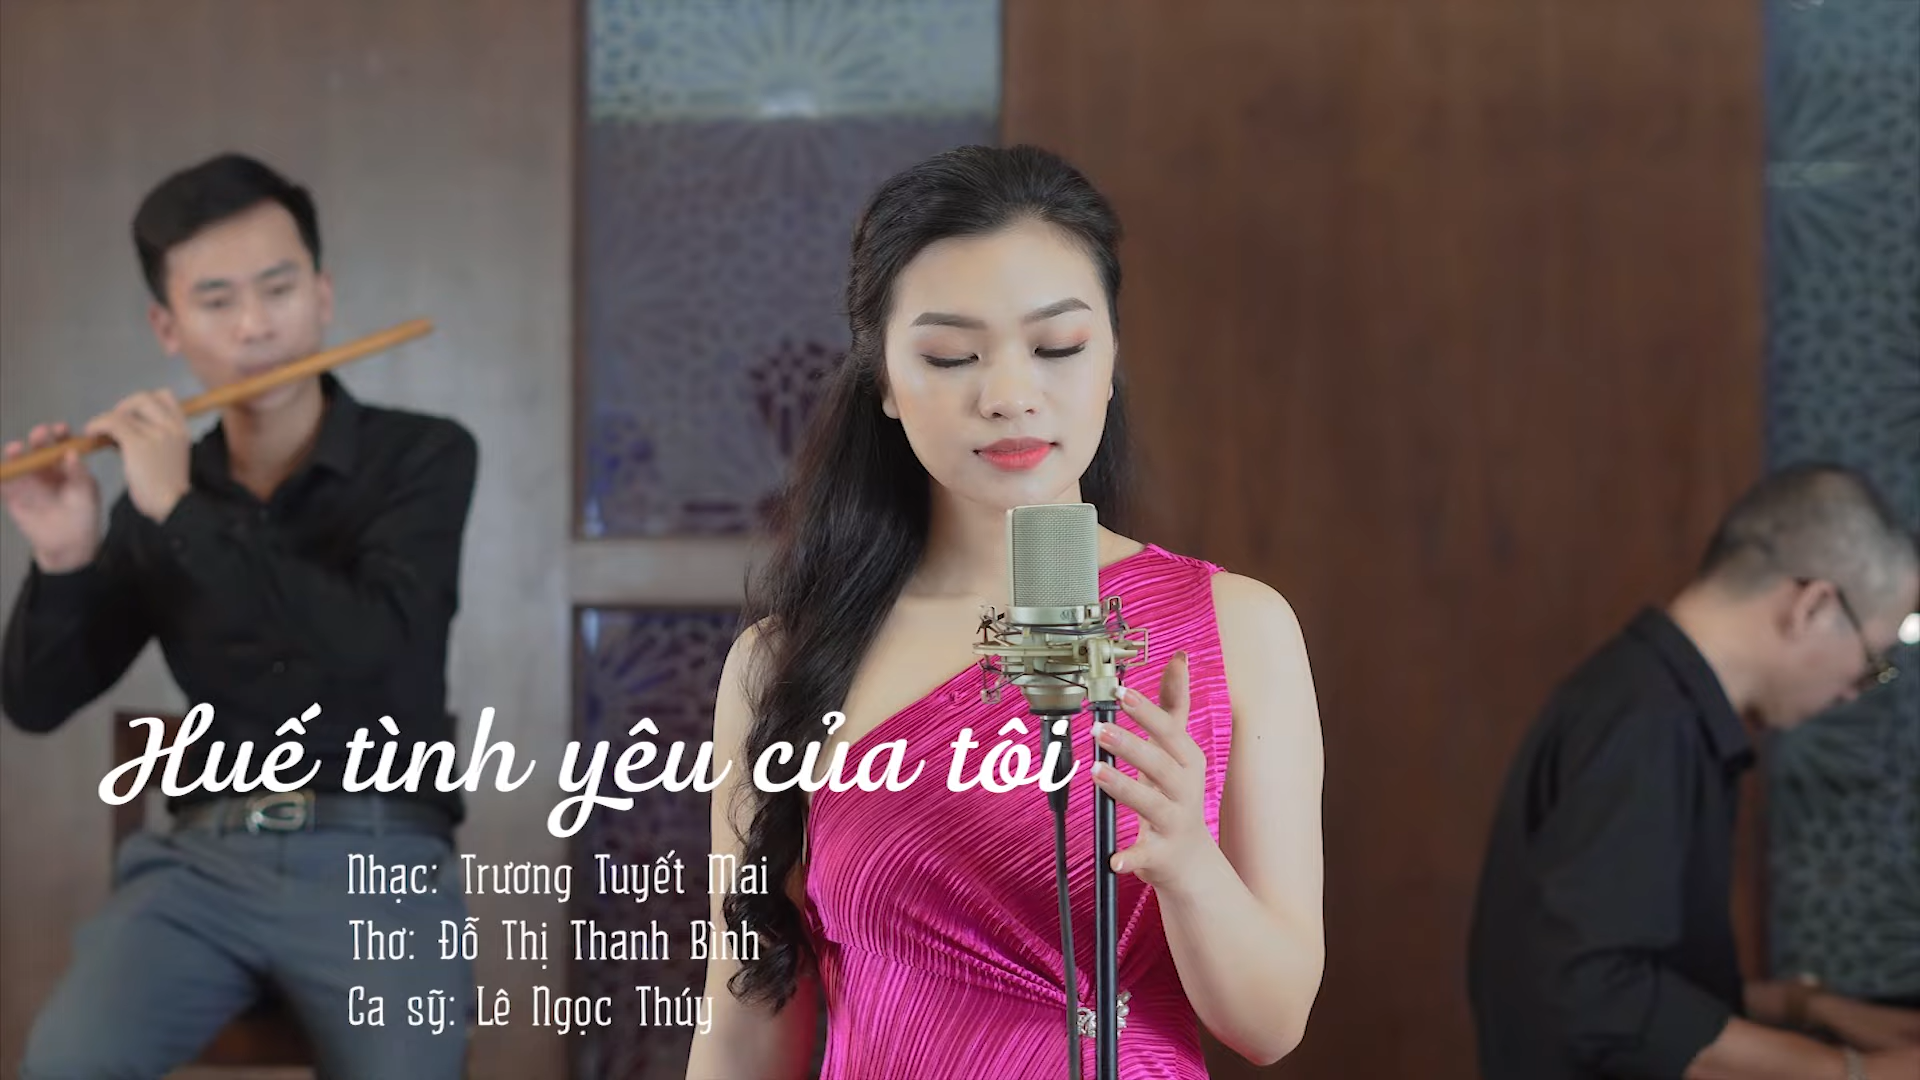 Huế tình yêu của tôi
Nhạc: Trương Tuyết Mai
Thơ: Đỗ Thị Thanh Bình
Ca sỹ: Lê Ngọc Thúy